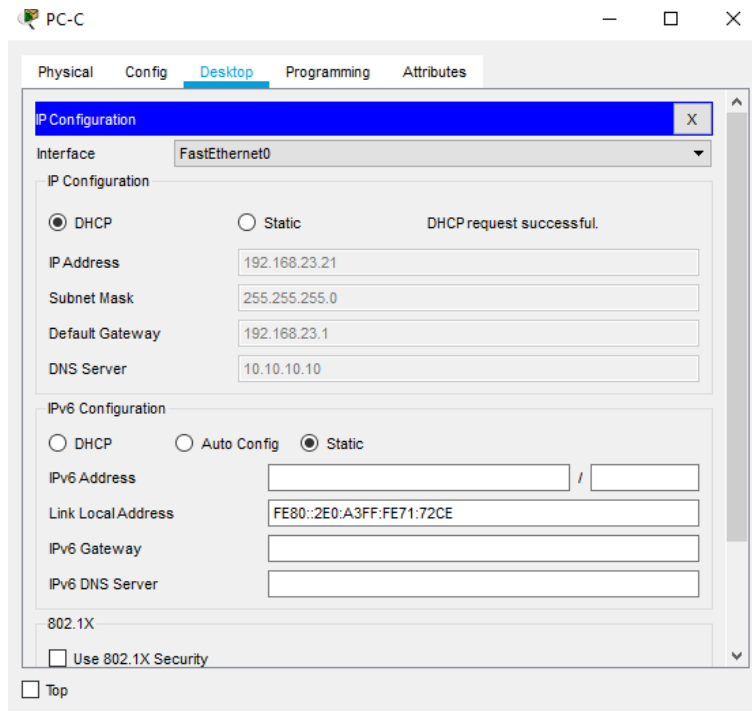 PC-C
Physical Config Desktop Programming Attributes
IP Configuration X
Interface FastEthernet0
IP Configuration
DHCP Static DHCP request successful.
IP Address 192.168.23.21
Subnet Mask 255.255.255.0
Default Gateway 192.168.23.1
DNS Server 10.10.10.10
IPv6 Configuration
DHCP Auto Config Static
IPv6 Address /
Link Local Address FE80::2E0:A3FF:FE71:72CE
IPv6 Gateway
IPv6 DNS Server
802.1X
Use 802.1X Security
Top